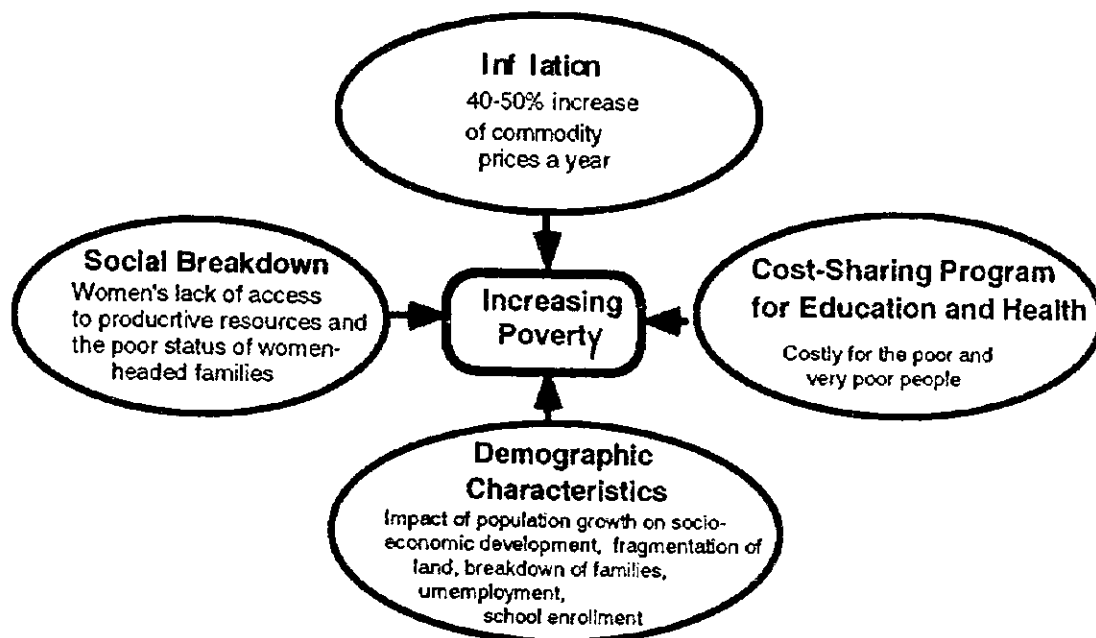 Inflation
40-50% increase
of commodity
prices a year
Social Breakdown
Women's lack of access
to producrtive resources and
the poor status of women-
headed families
Increasing
Poverty
Cost-Sharing Program
for Education and Health
Costly for the poor and
very poor people
Demographic
Characteristics
Impact of population growth on socio-
economic development, fragmentation of
land, breakdown of families,
umemployment,
school enrollment